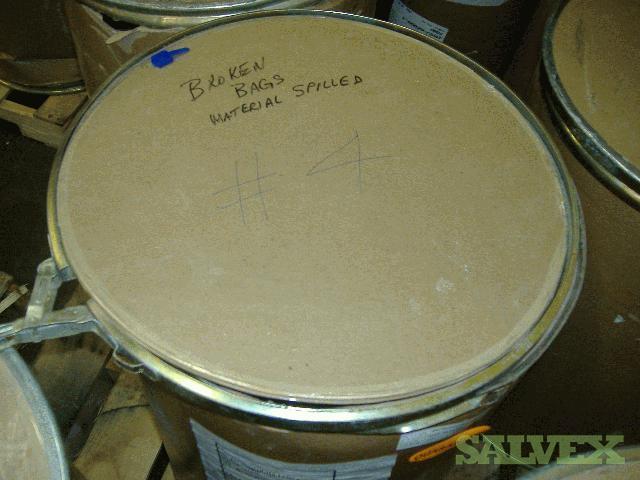 BROKEN
BAGS
MATERIAL SPILLED
# 4
SALVEX